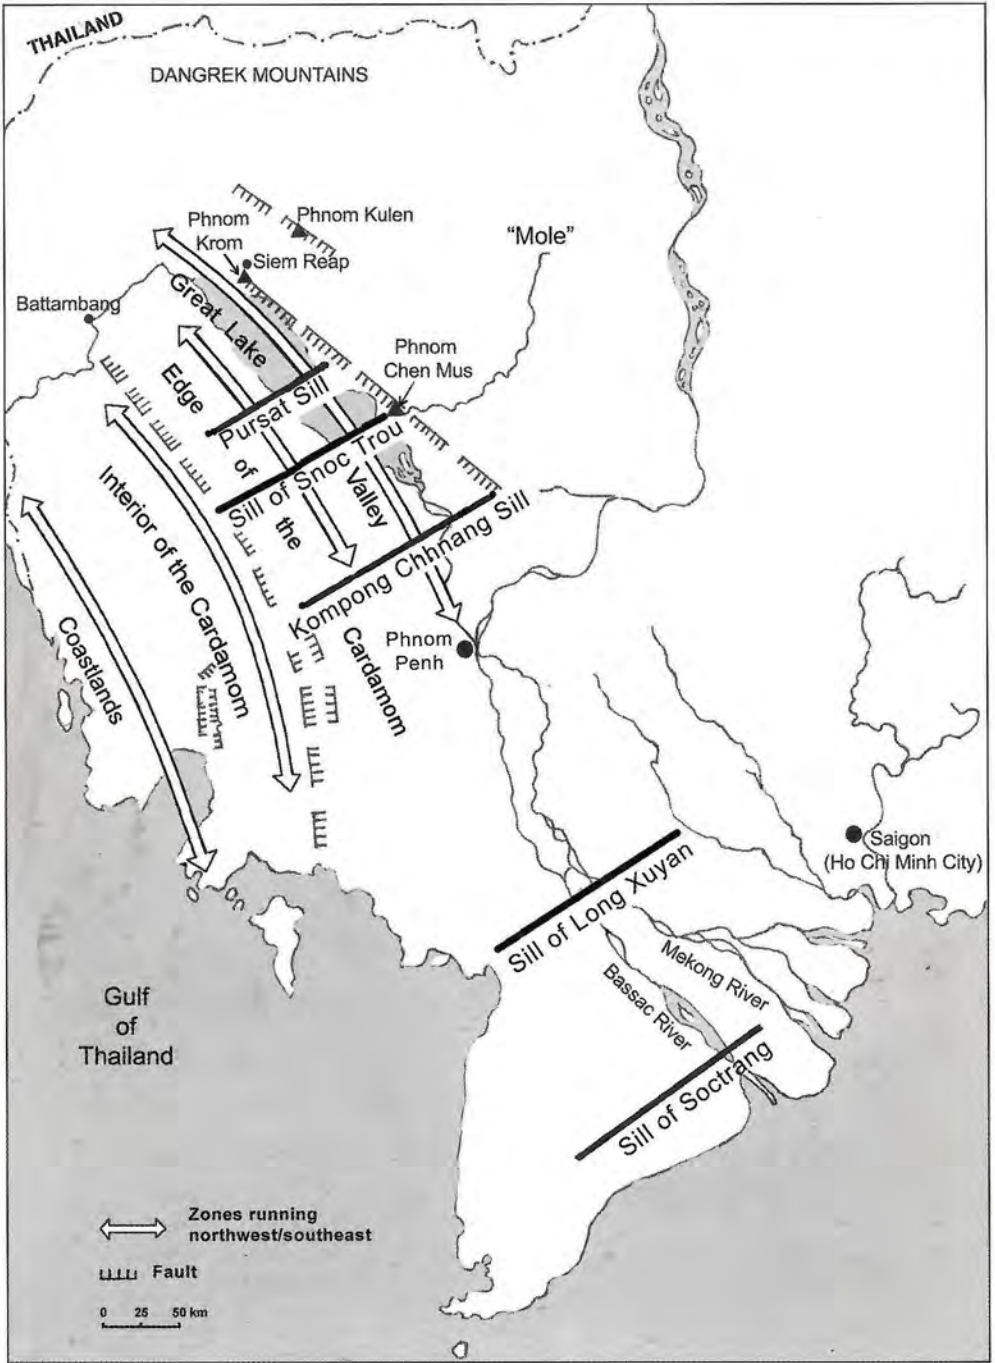 THAILAND
DANGREK MOUNTAINS
Phnom Kulen
Phnom
Krom
"Mole"
Siem Reap
Battambang
Great Lake
Phnom
Chen Mus
Pursat Sill
Sill of Snoc Trou
Kompong Chhnang Sill
Valley
Edge of the Cardamom
Interior of the Cardamom
Coastlands
Phnom
Penh
Saigon
(Ho Chi Minh City)
Sill of Long Xuyan
Mekong River
Bassac River
Sill of Soctrang
Gulf
of
Thailand
Zones running
northwest/southeast
Fault
0 25 50 km